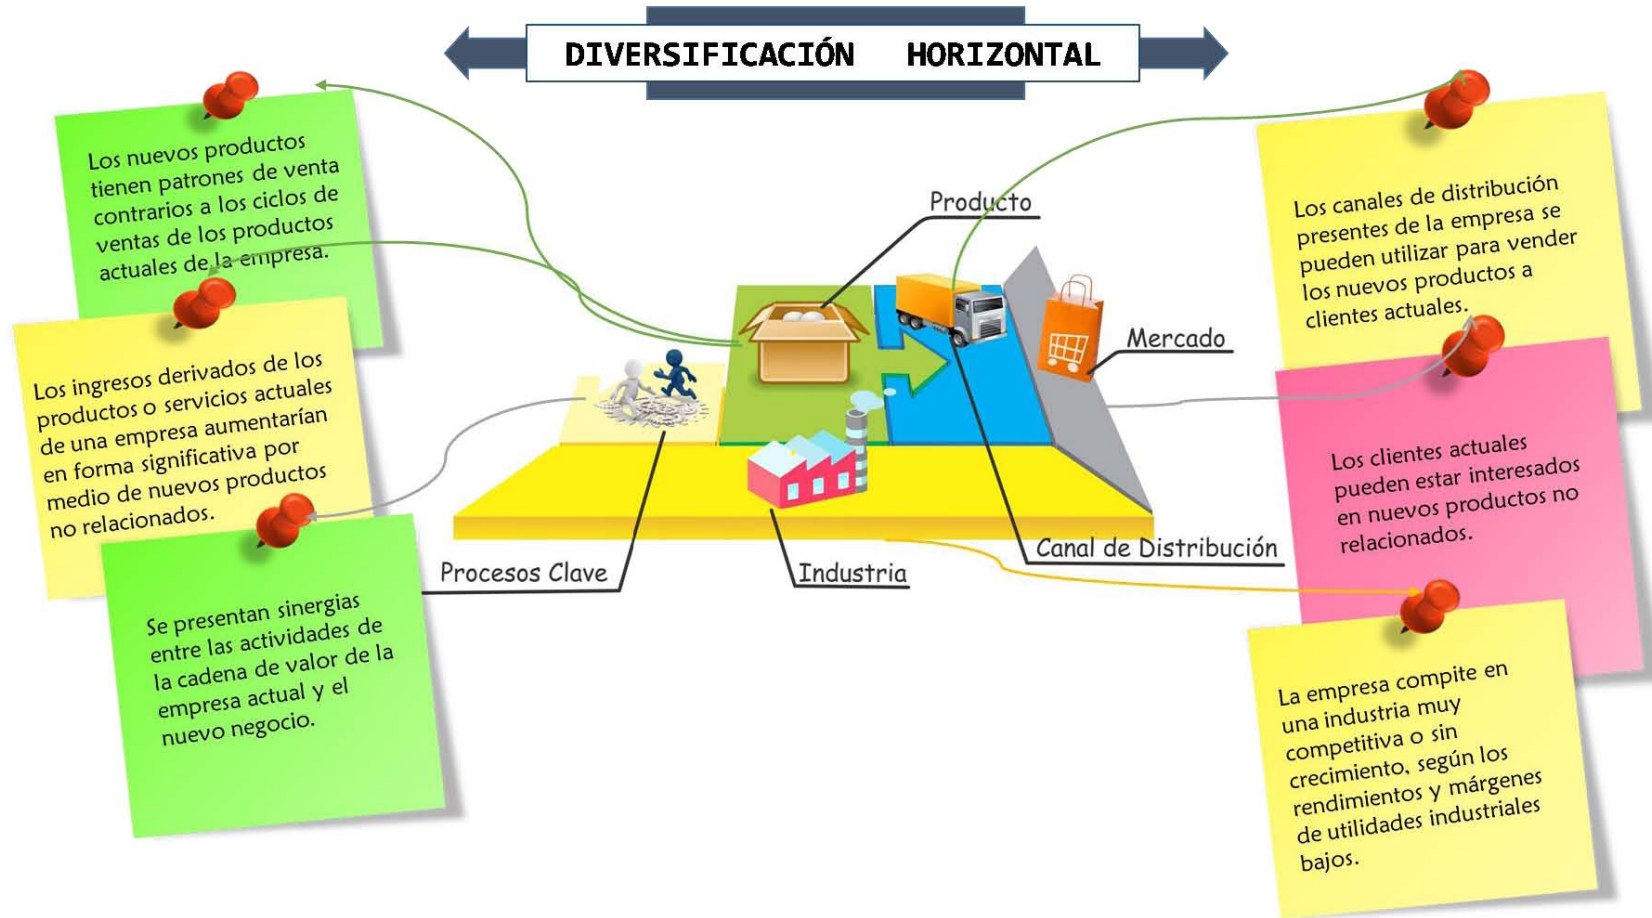 DIVERSIFICACIÓN HORIZONTAL
Los nuevos productos
tienen patrones de venta
contrarios a los ciclos de
ventas de los productos
actuales de la empresa.
Los ingresos derivados de los
productos o servicios actuales
de una empresa aumentarían
en forma significativa por
medio de nuevos productos
no relacionados.
Se presentan sinergias
entre las actividades de
la cadena de valor de la
empresa actual y el
nuevo negocio.
Producto
Mercado
Canal de Distribución
Industria
Procesos Clave
Los canales de distribución
presentes de la empresa se
pueden utilizar para vender
los nuevos productos a
clientes actuales.
Los clientes actuales
pueden estar interesados
en nuevos productos no
relacionados.
La empresa compite en
una industria muy
competitiva o sin
crecimiento, según los
rendimientos y márgenes
de utilidades industriales
bajos.